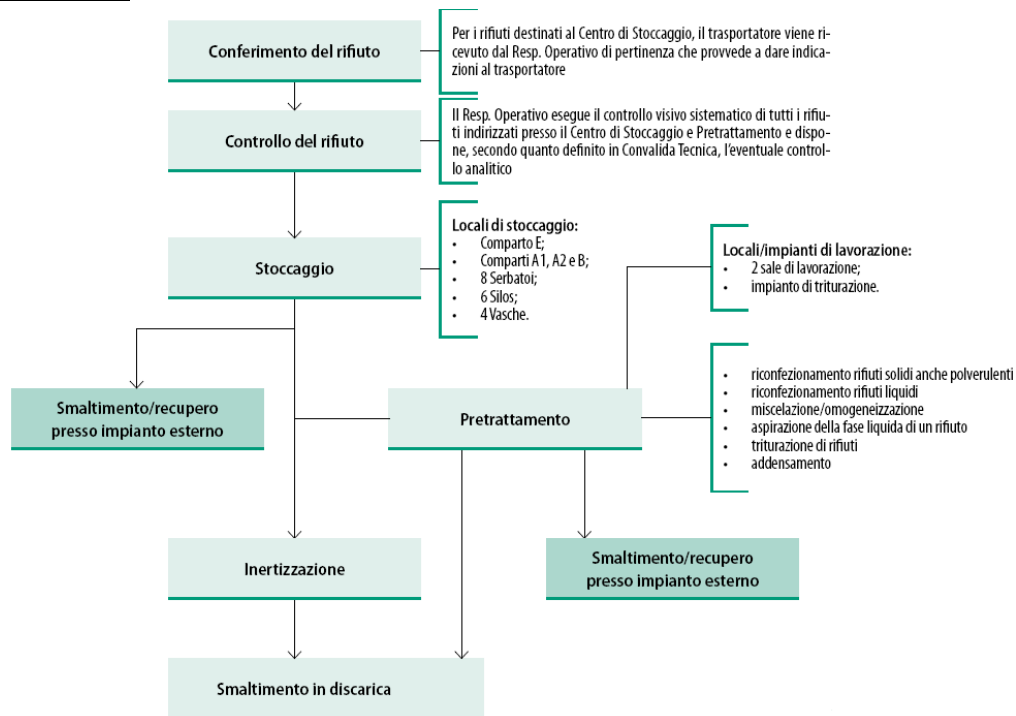 Conferimento del rifiuto
Per i rifiuti destinati al Centro di Stoccaggio, il trasportatore viene ri-
cevuto dal Resp. Operativo di pertinenza che provvede a dare indica-
zioni al trasportatore
Controllo del rifiuto
Il Resp. Operativo esegue il controllo visivo sistematico di tutti i rifiu-
ti indirizzati presso il Centro di Stoccaggio e Pretrattamento e dispo-
ne, secondo quanto definito in Convalida Tecnica, l'eventuale control-
lo analitico
Stoccaggio
Locali di stoccaggio:
• Comparto E;
• Comparti A1, A2 e B;
• 8 Serbatoi;
• 6 Silos;
• 4 Vasche.
Locali/impianti di lavorazione:
• 2 sale di lavorazione;
• impianto di triturazione.
Smaltimento/recupero
presso impianto esterno
Pretrattamento
• riconfezionamento rifiuti solidi anche polverulenti
• riconfezionamento rifiuti liquidi
• miscelazione/omogeneizzazione
• aspirazione della fase liquida di un rifiuto
• triturazione di rifiuti
• addensamento
Inertizzazione
Smaltimento/recupero
presso impianto esterno
Smaltimento in discarica